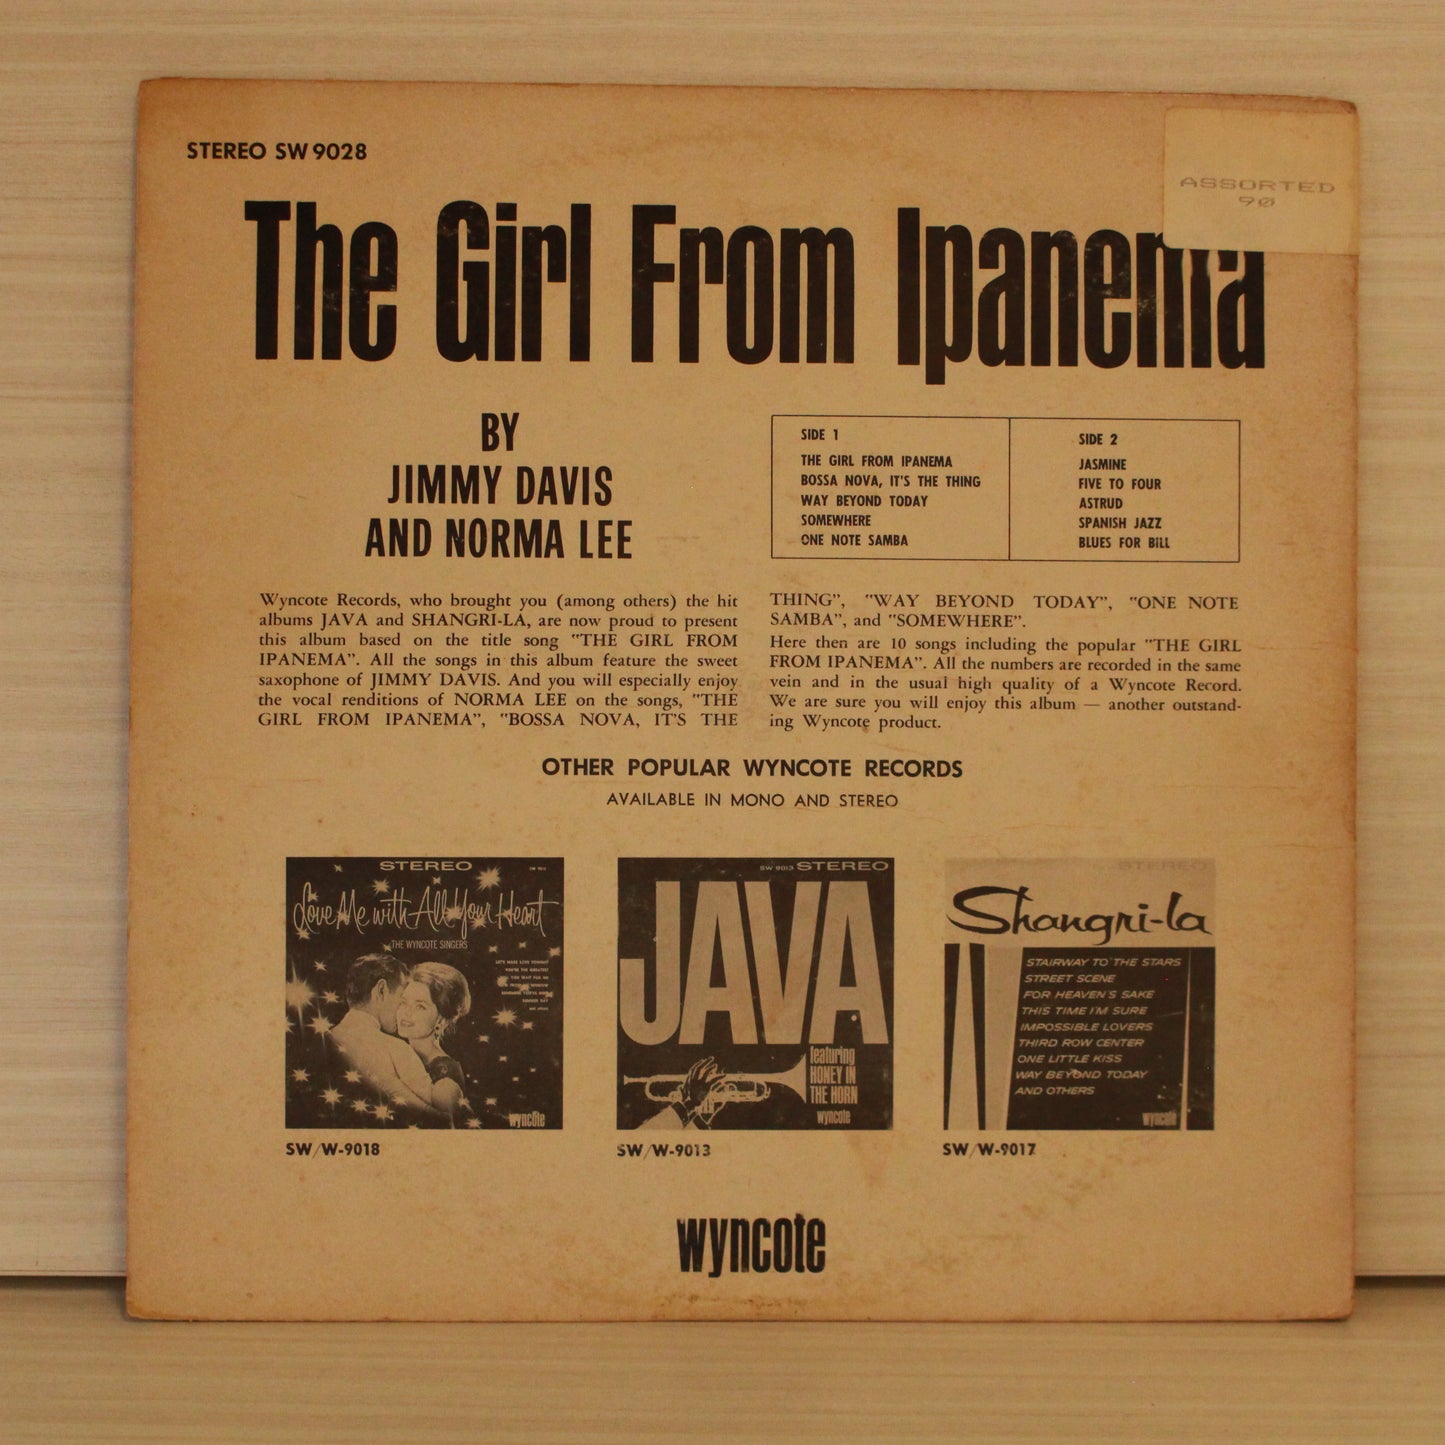 STEREO SW 9028
ASSORTED
90
The Girl From Ipanema
BY
JIMMY DAVIS
AND NORMA LEE
SIDE 1
THE GIRL FROM IPANEMA
BOSSA NOVA, IT'S THE THING
WAY BEYOND TODAY
SOMEWHERE
ONE NOTE SAMBA
SIDE 2
JASMINE
FIVE TO FOUR
ASTRUD
SPANISH JAZZ
BLUES FOR BILL
Wyncote Records, who brought you (among others) the hit
albums JAVA and SHANGRI-LA, are now proud to present
this album based on the title song "THE GIRL FROM
IPANEMA". All the songs in this album feature the sweet
saxophone of JIMMY DAVIS. And you will especially enjoy
the vocal renditions of NORMA LEE on the songs, "THE
GIRL FROM IPANEMA", "BOSSA NOVA, IT'S THE
THING", "WAY BEYOND TODAY", "ONE NOTE
SAMBA", and "SOMEWHERE".
Here then are 10 songs including the popular "THE GIRL
FROM IPANEMA". All the numbers are recorded in the same
vein and in the usual high quality of a Wyncote Record.
We are sure you will enjoy this album — another outstand-
ing Wyncote product.
OTHER POPULAR WYNCOTE RECORDS
AVAILABLE IN MONO AND STEREO
STEREO
Love Me with All Your Heart
THE WYNCOTE SINGERS
LET'S MAKE LOVE TONIGHT
YOU'RE THE GREATEST
and others
wyncote
SW/W-9018
SW 9013 STEREO
JAVA
featuring
HONEY IN
THE HORN
wyncote
SW/W-9013
STEREO
Shangri-la
STAIRWAY TO THE STARS
STREET SCENE
FOR HEAVEN'S SAKE
THIS TIME I'M SURE
IMPOSSIBLE LOVERS
THIRD ROW CENTER
ONE LITTLE KISS
WAY BEYOND TODAY
AND OTHERS
wyncote
SW/W-9017
wyncote